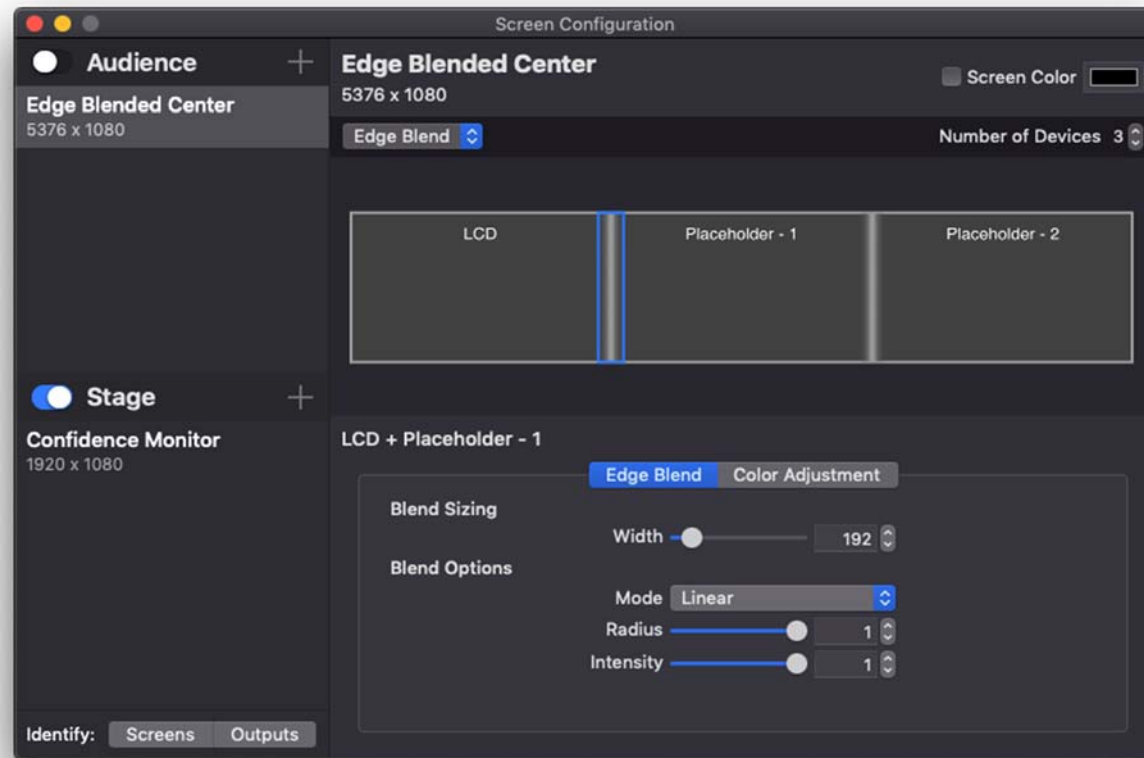 Screen Configuration
Audience
Edge Blended Center
5376 x 1080
Stage
Confidence Monitor
1920 x 1080
Identify: Screens Outputs
Edge Blended Center
5376 x 1080
Screen Color
Edge Blend
Number of Devices 3
LCD
Placeholder - 1
Placeholder - 2
LCD + Placeholder - 1
Edge Blend Color Adjustment
Blend Sizing
Width 192
Blend Options
Mode Linear
Radius 1
Intensity 1